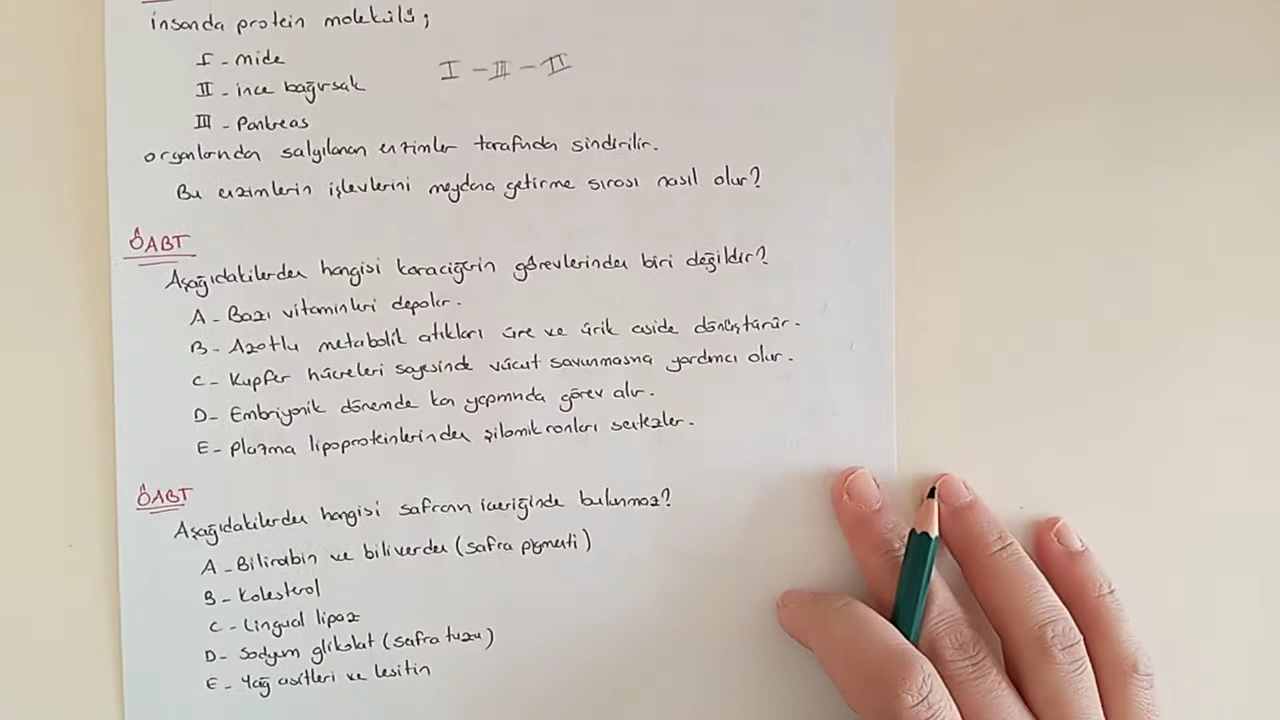 insanda protein molekülü;
I - mide
II - ince bağırsak
I - III - II
III - Pankreas
organlarında salgılanan enzimler tarafından sindirilir.
Bu enzimlerin işlevlerini meydana getirme sırası nasıl olur?
ÖABT
Aşağıdakilerden hangisi karaciğerin görevlerinden biri değildir?
A - Bazı vitaminleri depolar.
B - Azotlu metabolik atıkları üre ve ürik aside dönüştürür.
C - Kupfer hücreleri sayesinde vücut savunmasına yardımcı olur.
D - Embriyonik dönemde kan yapımında görev alır.
E - Plazma lipoproteinlerinden şilomikronları sentezler.
ÖABT
Aşağıdakilerden hangisi safranın içeriğinde bulunmaz?
A - Bilirubin ve biliverden (safra pigmenti)
B - Kolesterol
C - Lingual lipaz
D - Sodyum glikolat (safra tuzu)
E - Yağ asitleri ve lesitin